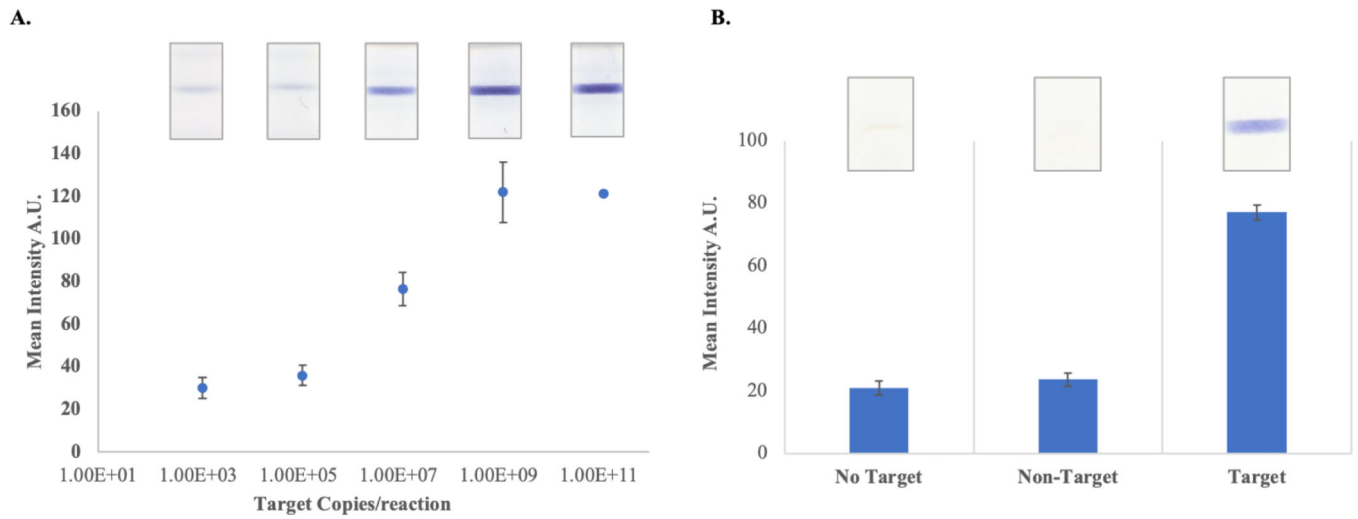 A.
160
140
120
100
80
60
40
20
0
Mean Intensity A.U.
1.00E+01 1.00E+03 1.00E+05 1.00E+07 1.00E+09 1.00E+11
Target Copies/reaction
B.
100
80
60
40
20
0
Mean Intensity A.U.
No Target Non-Target Target